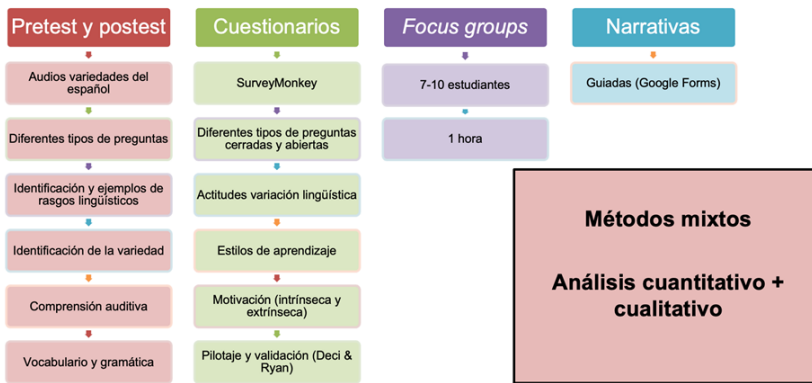 Pretest y postest
Audios variedades del
español
Diferentes tipos de preguntas
Identificación y ejemplos de
rasgos lingüísticos
Identificación de la variedad
Comprensión auditiva
Vocabulario y gramática
Cuestionarios
SurveyMonkey
Diferentes tipos de preguntas
cerradas y abiertas
Actitudes variación lingüística
Estilos de aprendizaje
Motivación (intrínseca y
extrínseca)
Pilotaje y validación (Deci &
Ryan)
Focus groups
7-10 estudiantes
1 hora
Narrativas
Guiadas (Google Forms)
Métodos mixtos
Análisis cuantitativo +
cualitativo